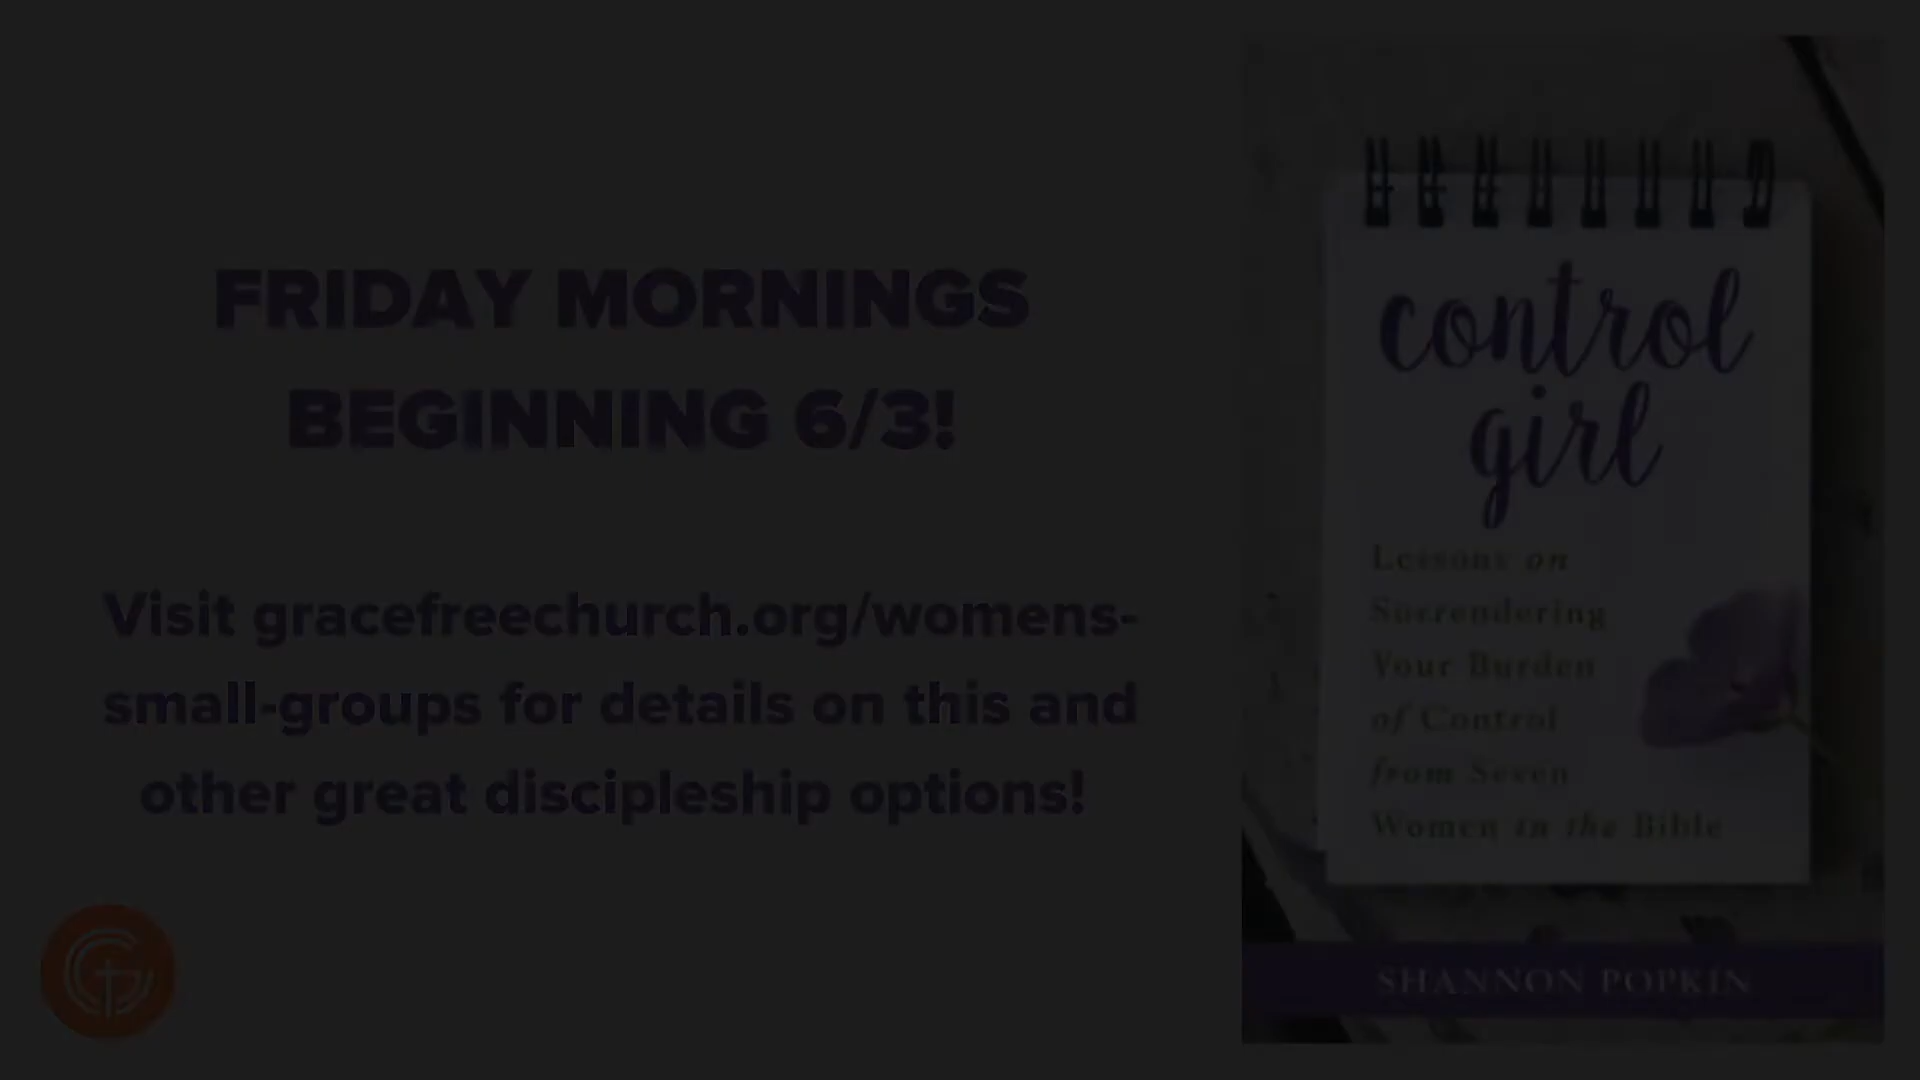 FRIDAY MORNINGS
BEGINNING 6/3!
Visit gracefreechurch.org/womens-
small-groups for details on this and
other great discipleship options!
control
girl
Lessons on
Surrendering
Your Burden
of Control
from Seven
Women in the Bible
SHANNON POPKIN